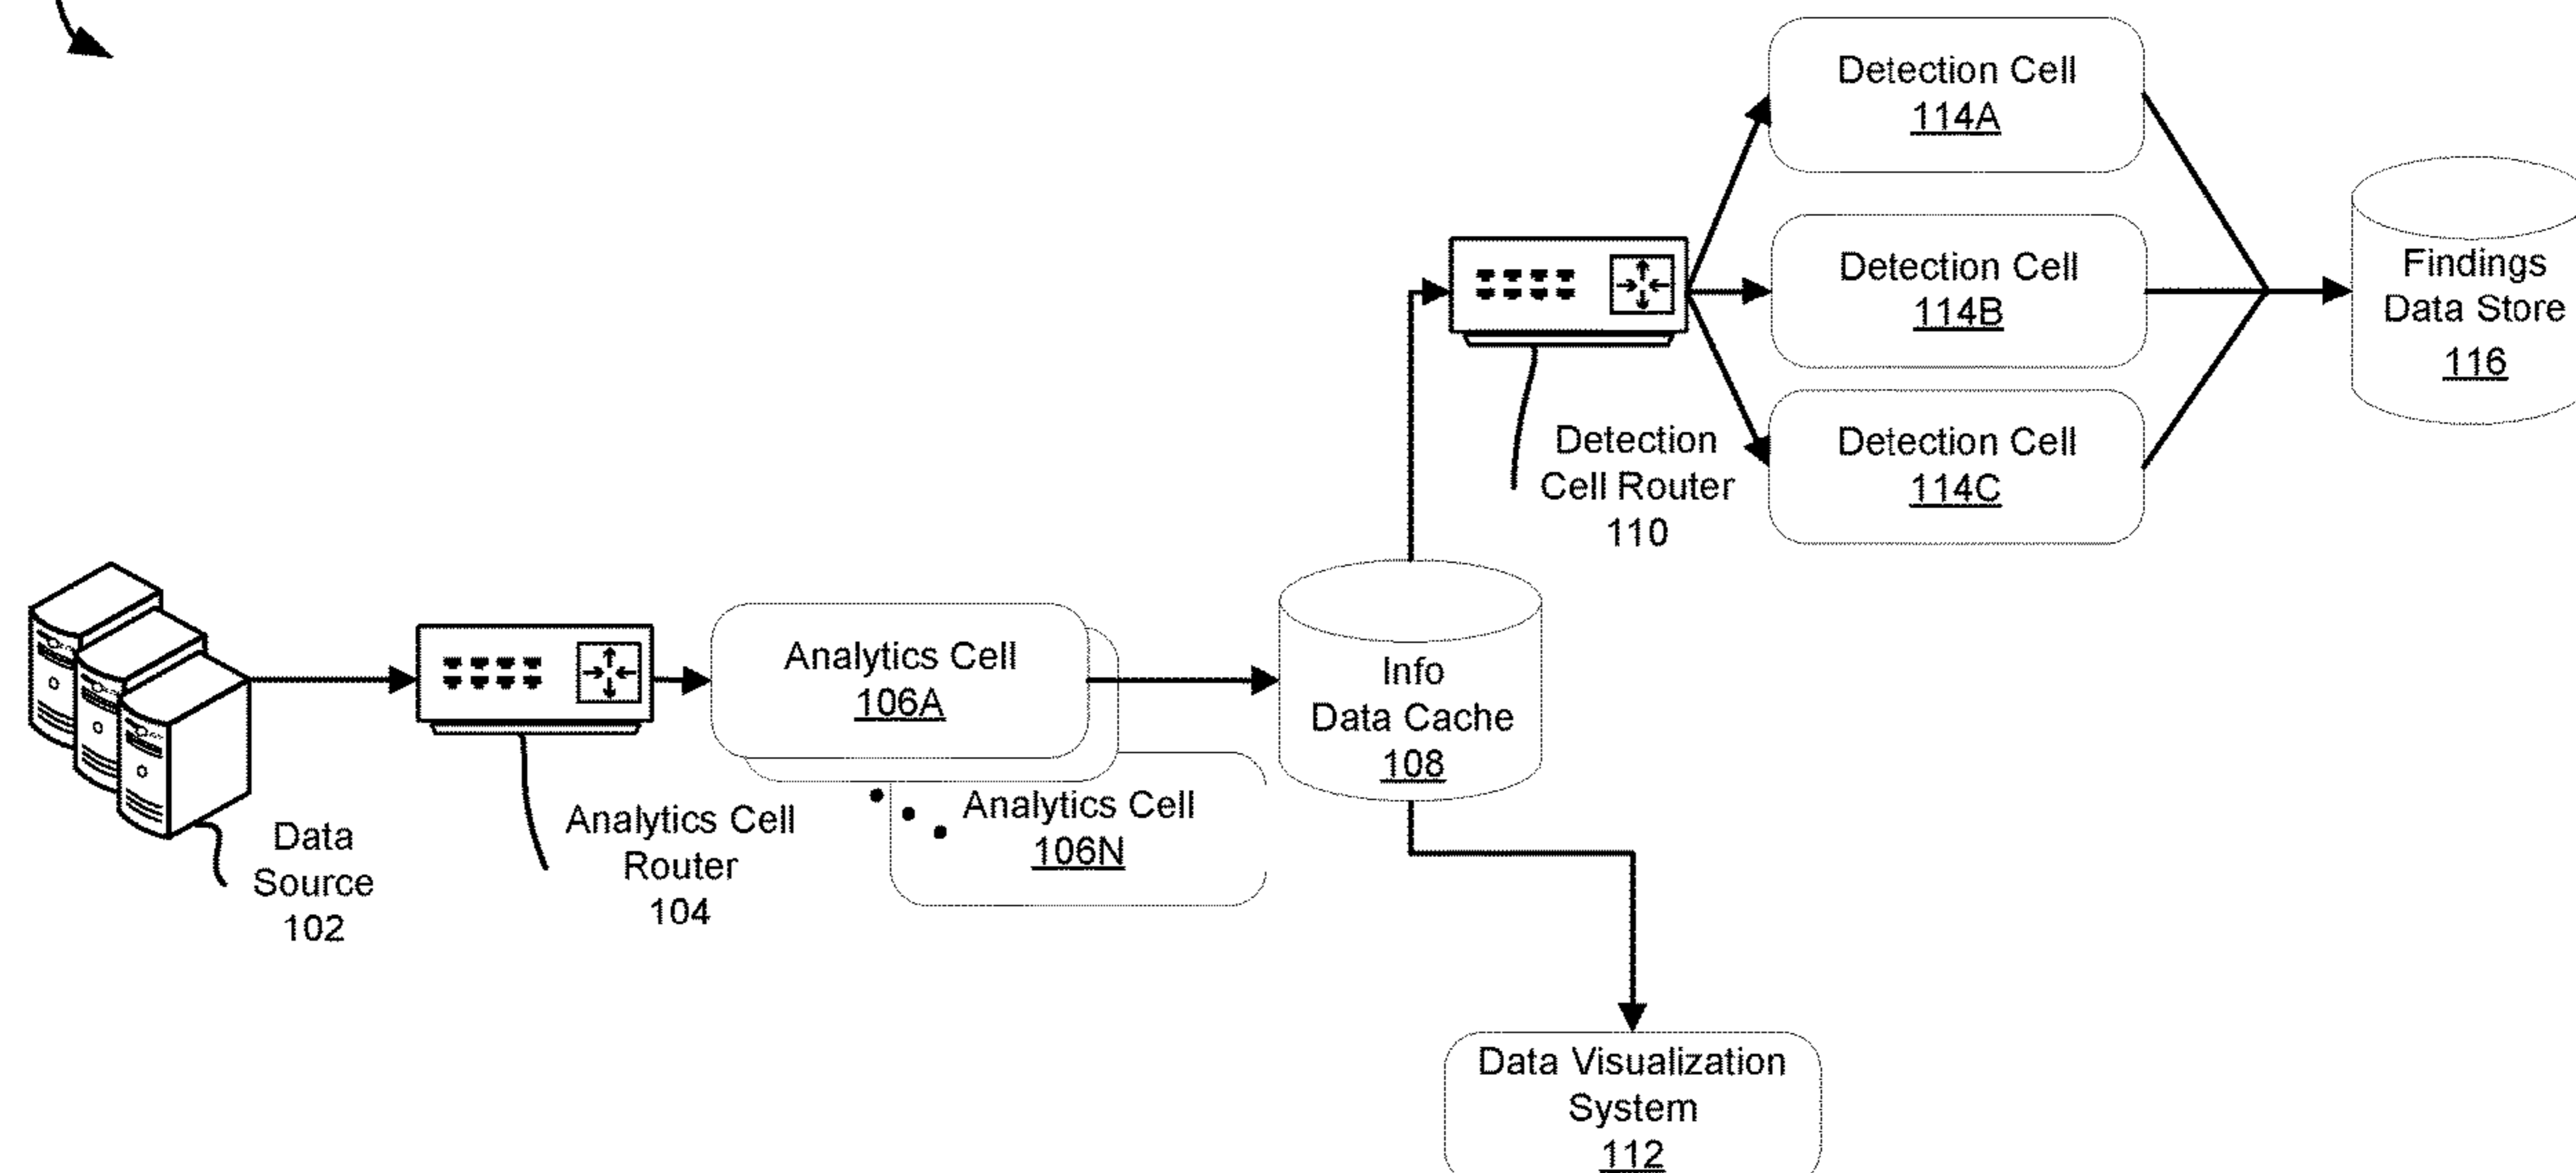 Detection Cell
114A
Detection Cell
114B
Detection Cell
114C
Findings
Data Store
116
Detection
Cell Router
110
Analytics Cell
106A
Info
Data Cache
108
Analytics Cell
106N
Analytics Cell
Router
104
Data
Source
102
Data Visualization
System
112